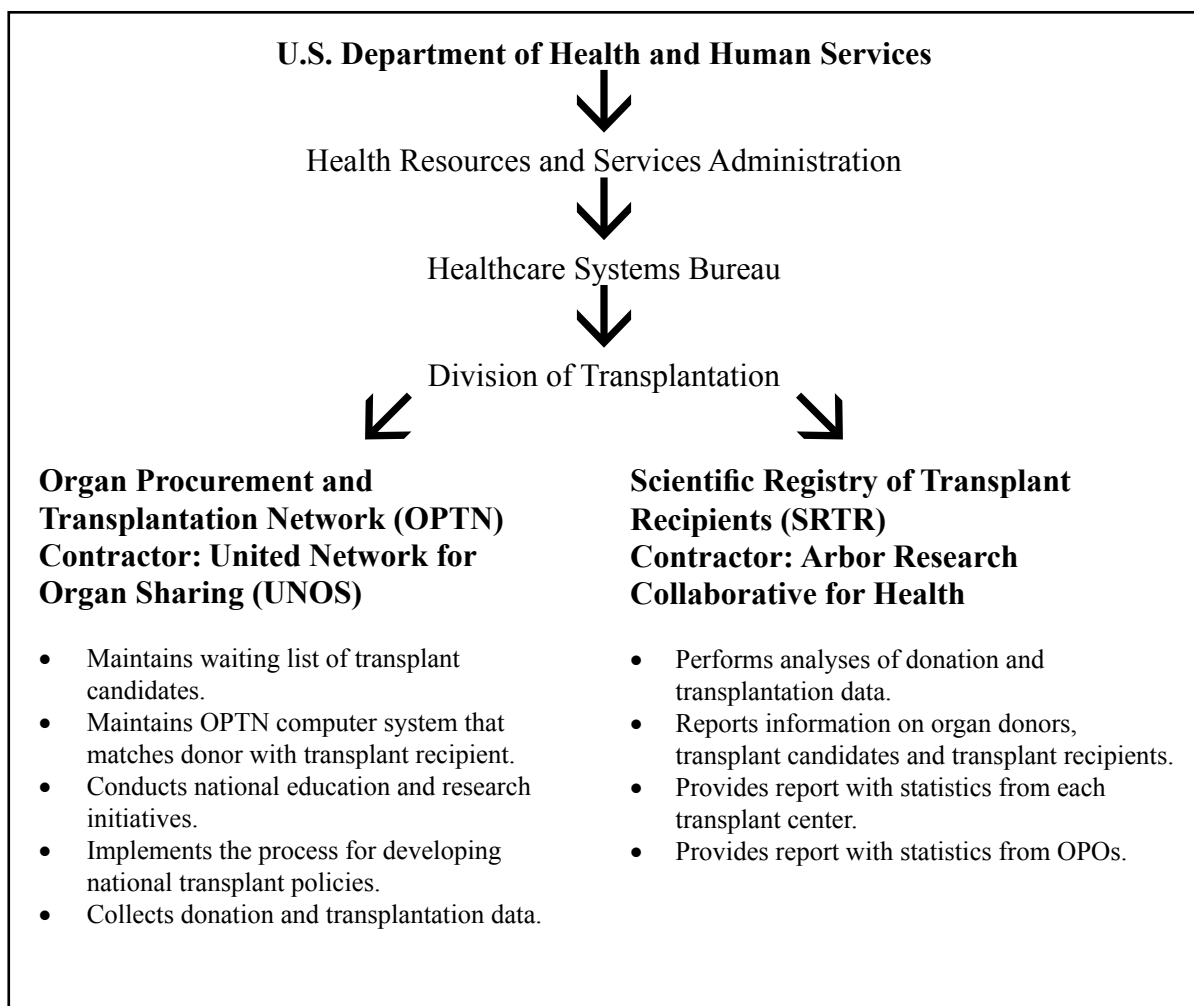 U.S. Department of Health and Human Services
Health Resources and Services Administration
Healthcare Systems Bureau
Division of Transplantation
Organ Procurement and
Transplantation Network (OPTN)
Contractor: United Network for
Organ Sharing (UNOS)
• Maintains waiting list of transplant
candidates.
• Maintains OPTN computer system that
matches donor with transplant recipient.
• Conducts national education and research
initiatives.
• Implements the process for developing
national transplant policies.
• Collects donation and transplantation data.
Scientific Registry of Transplant
Recipients (SRTR)
Contractor: Arbor Research
Collaborative for Health
• Performs analyses of donation and
transplantation data.
• Reports information on organ donors,
transplant candidates and transplant recipients.
• Provides report with statistics from each
transplant center.
• Provides report with statistics from OPOs.